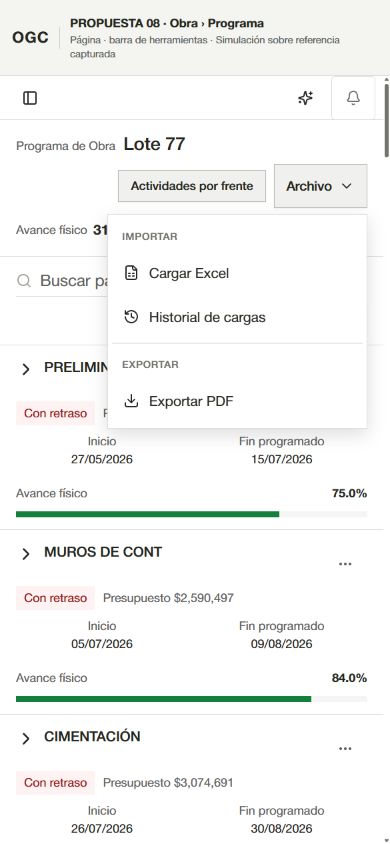 OGC
PROPUESTA 08 · Obra › Programa
Página · barra de herramientas · Simulación sobre referencia
capturada
Programa de Obra Lote 77
Actividades por frente
Archivo
Avance físico 31
IMPORTAR
Cargar Excel
Historial de cargas
EXPORTAR
Exportar PDF
Buscar pa
PRELIMIN
Con retraso P
Inicio Fin programado
27/05/2026 15/07/2026
Avance físico 75.0%
MUROS DE CONT
Con retraso Presupuesto $2,590,497
Inicio Fin programado
05/07/2026 09/08/2026
Avance físico 84.0%
CIMENTACIÓN
Con retraso Presupuesto $3,074,691
Inicio Fin programado
26/07/2026 30/08/2026